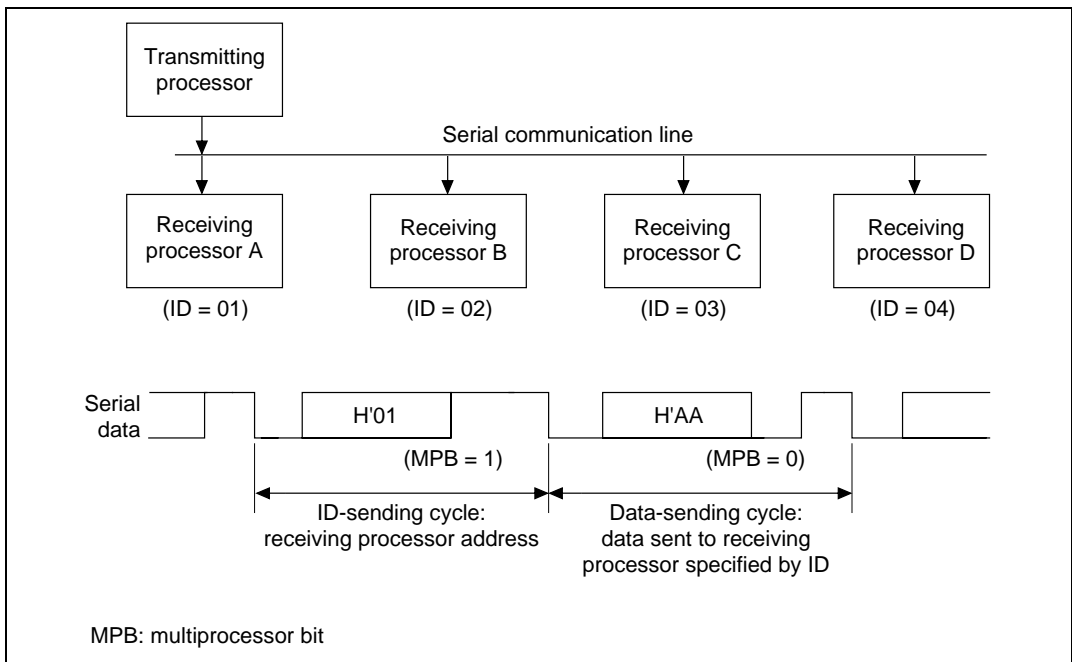 Transmitting
processor
Serial communication line
Receiving
processor A
Receiving
processor B
Receiving
processor C
Receiving
processor D
(ID = 01)
(ID = 02)
(ID = 03)
(ID = 04)
Serial
data
H'01
H'AA
(MPB = 1)
(MPB = 0)
ID-sending cycle:
receiving processor address
Data-sending cycle:
data sent to receiving
processor specified by ID
MPB: multiprocessor bit